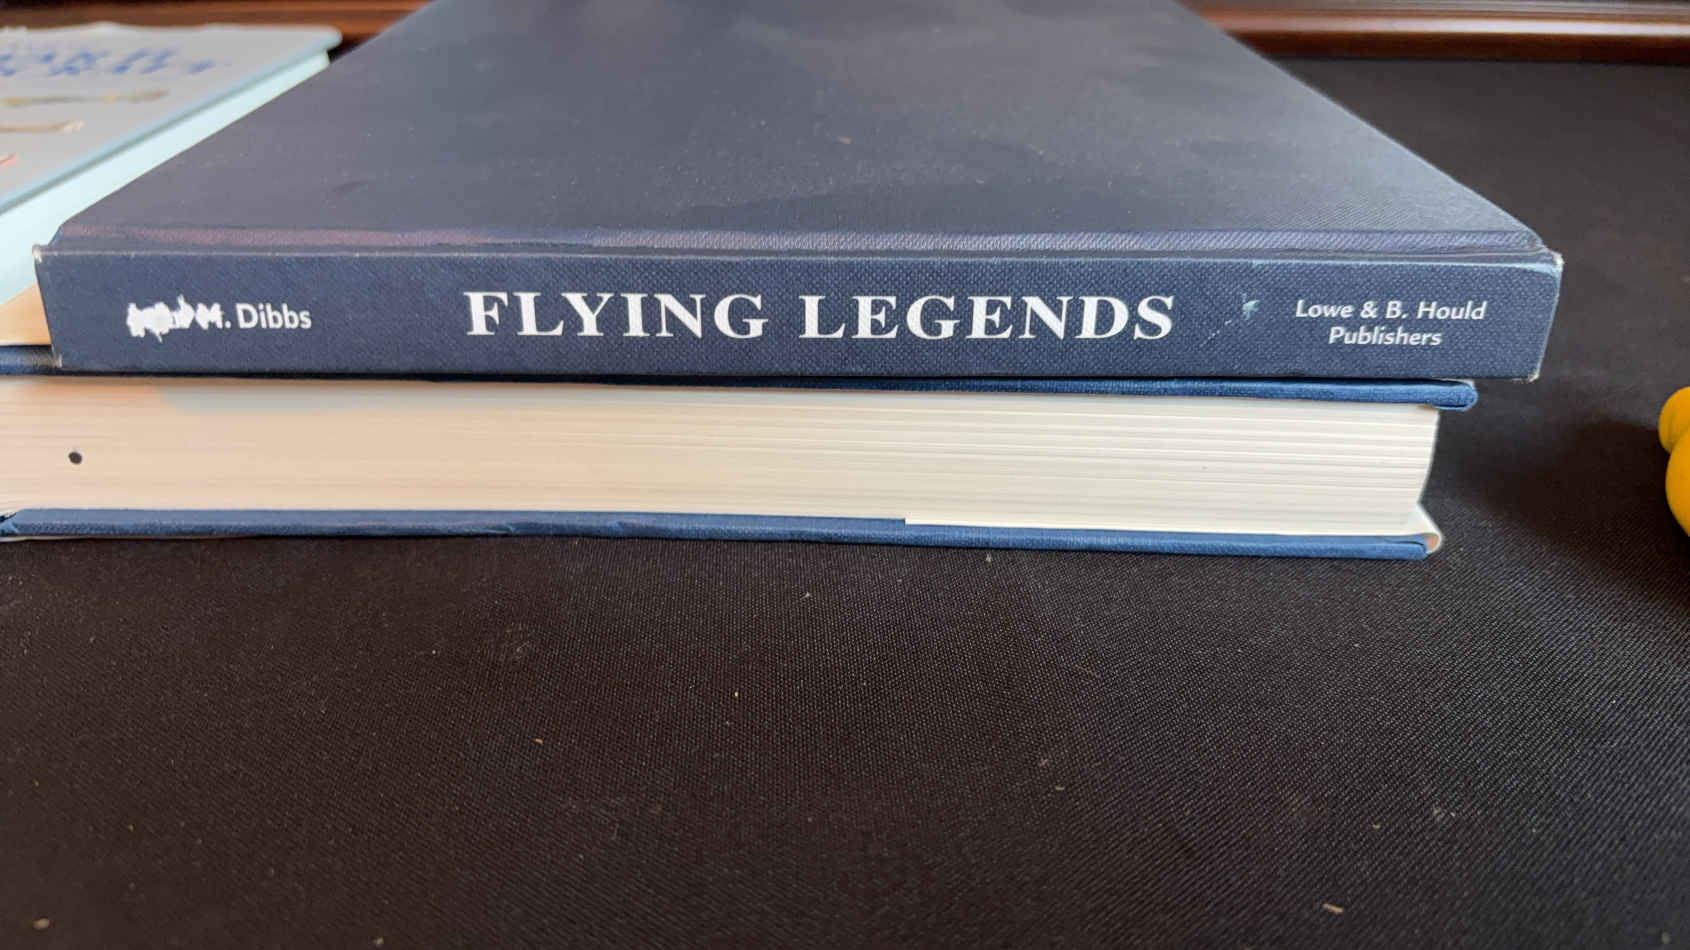 M. Dibbs
FLYING LEGENDS
Lowe & B. Hould
Publishers